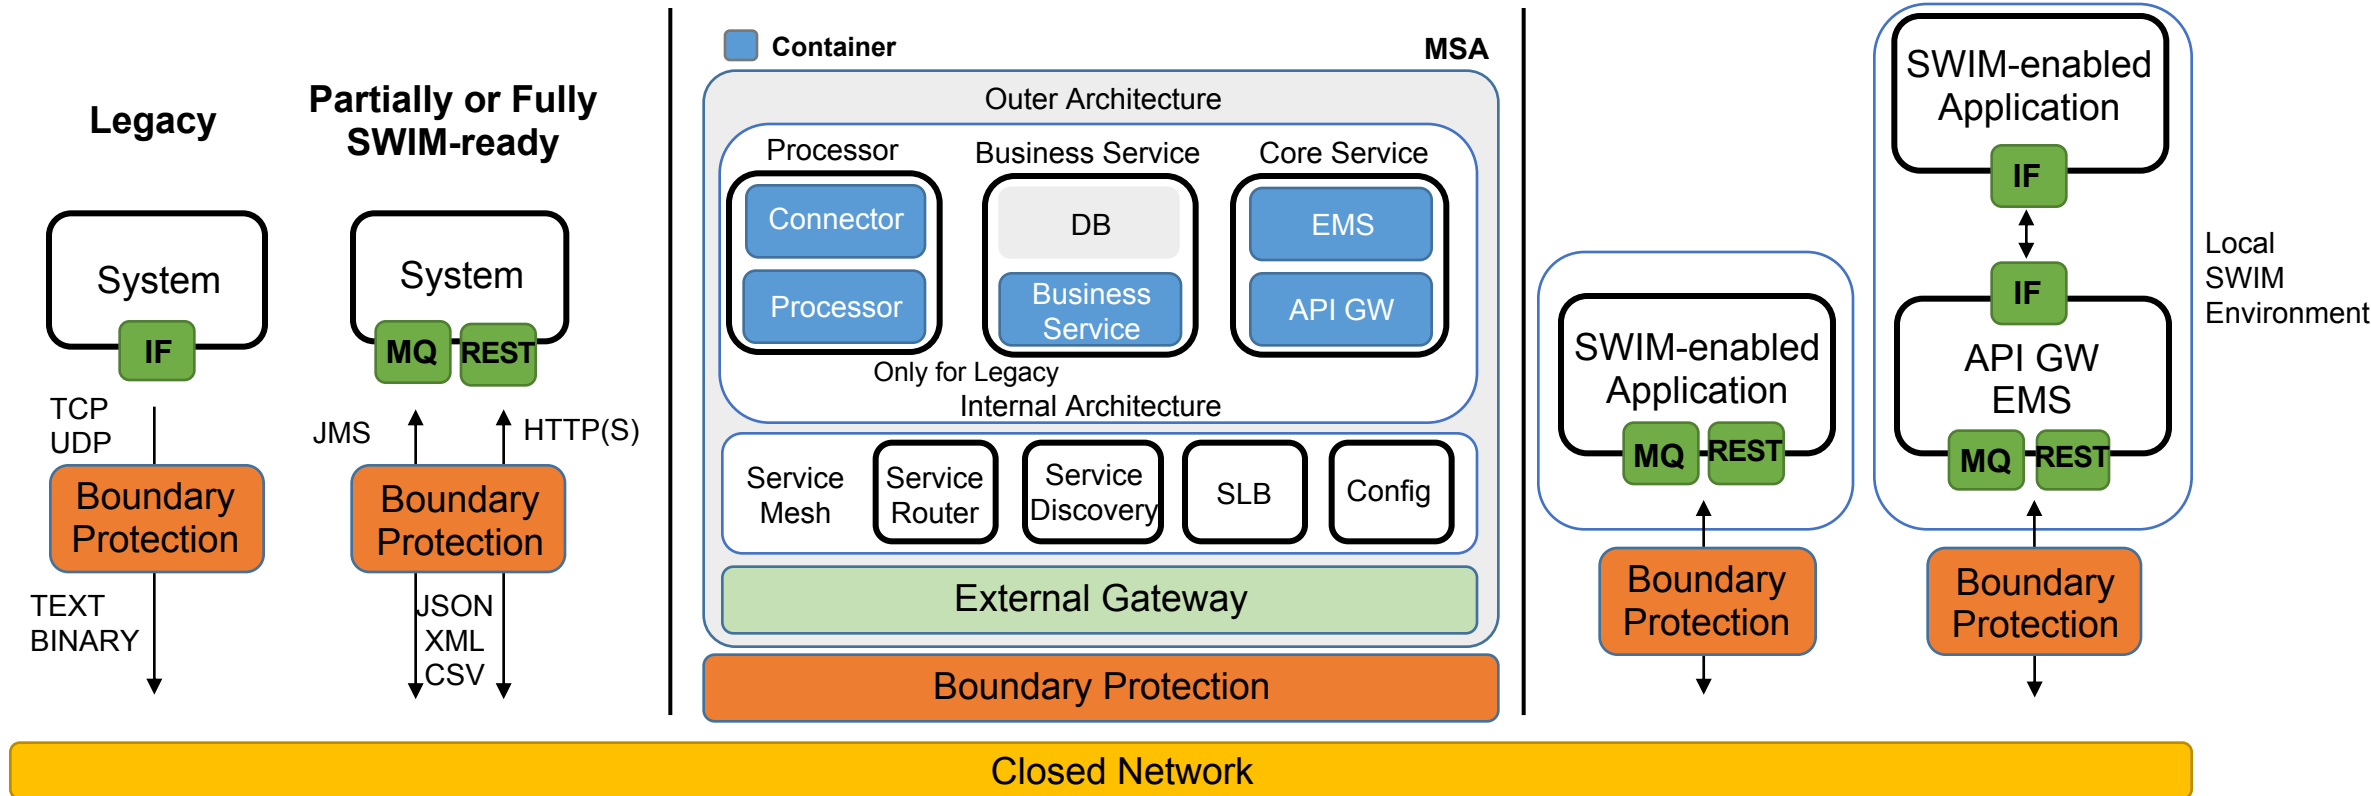 Legacy
Partially or Fully
SWIM-ready
System
IF
TCP
UDP
Boundary
Protection
TEXT
BINARY
System
MQ
REST
JMS
HTTP(S)
Boundary
Protection
JSON
XML
CSV
Container
MSA
Outer Architecture
Processor
Connector
Processor
Business Service
DB
Business
Service
Core Service
EMS
API GW
Only for Legacy
Internal Architecture
Service
Mesh
Service
Router
Service
Discovery
SLB
Config
External Gateway
Boundary Protection
SWIM-enabled
Application
MQ
REST
Boundary
Protection
SWIM-enabled
Application
IF
IF
API GW
EMS
MQ
REST
Boundary
Protection
Local
SWIM
Environment
Closed Network